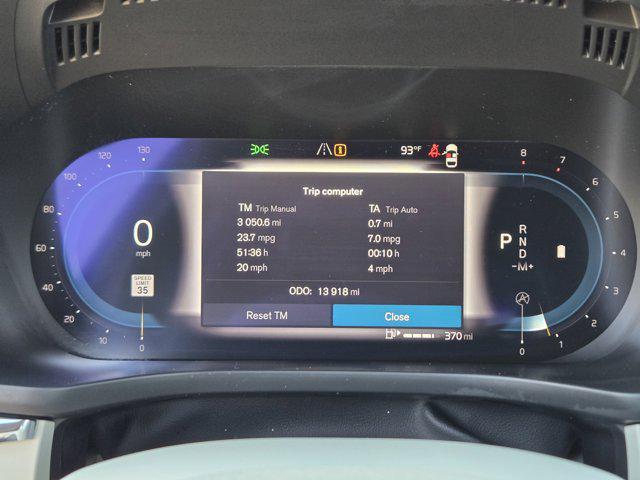 93°F
Trip computer
TM Trip Manual TA Trip Auto
3 050.6 mi 0.7 mi
23.7 mpg 7.0 mpg
51:36 h 00:10 h
20 mpg 4 mph
ODO: 13 918 mi
Reset TM Close
370 mi
0
mph
SPEED
LIMIT
35
0
10
20
40
60
80
100
120
130
P R
N
D
-M+
0
1
2
3
4
5
6
7
8